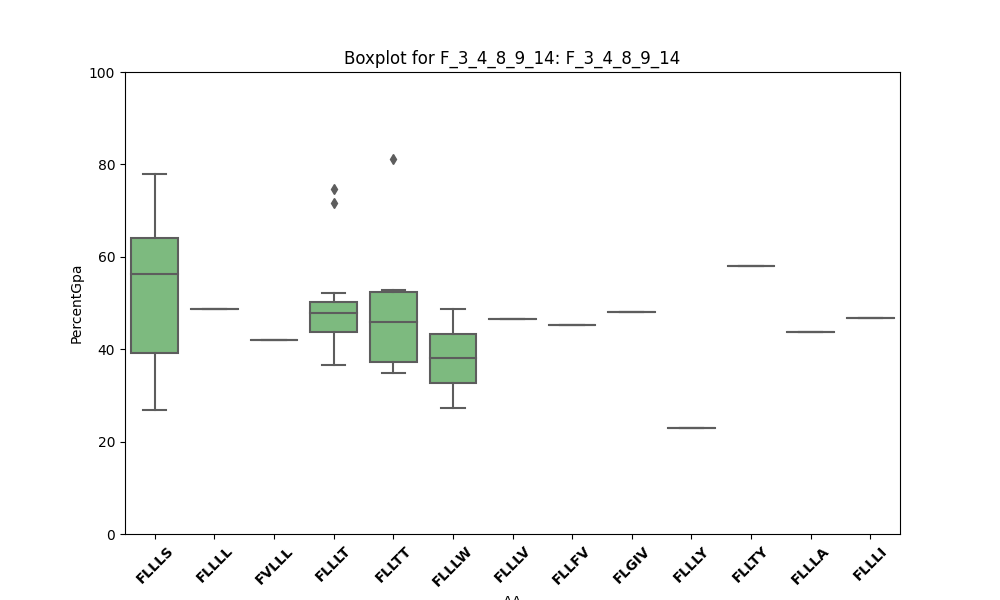 Boxplot for F_3_4_8_9_14: F_3_4_8_9_14
100
80
60
40
20
0
PercentGpa
FLLLS FLLLL FVLLL FLLLT FLLTT FLLLW FLLLV FLLFV FLGIV FLLLY FLLTY FLLLA FLLLI
AA